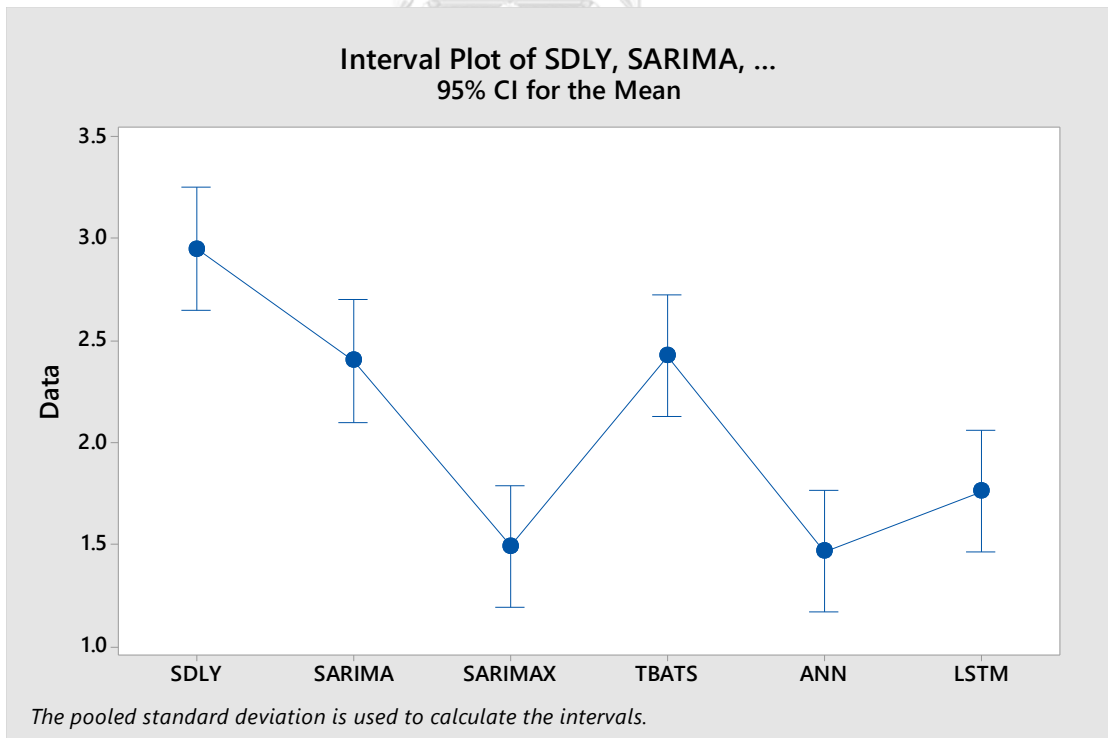 Interval Plot of SDLY, SARIMA, ...
95% CI for the Mean
3.5
3.0
2.5
2.0
1.5
1.0
Data
SDLY SARIMA SARIMAX TBATS ANN LSTM
The pooled standard deviation is used to calculate the intervals.